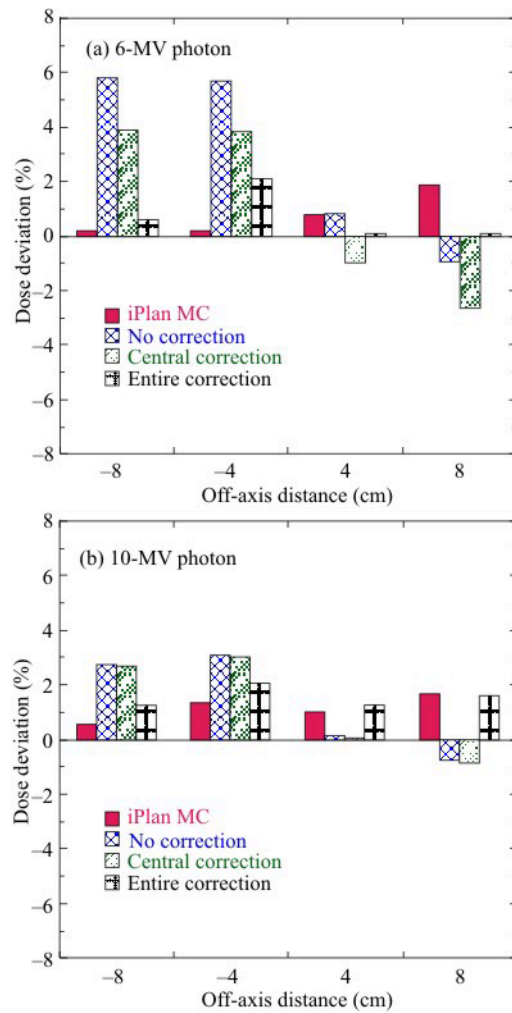 8
(a) 6-MV photon
6
4
2
0
Dose deviation (%)
−2
iPlan MC
No correction
−4
Central correction
Entire correction
−6
−8
−8 −4 4 8
Off-axis distance (cm)
8
(b) 10-MV photon
6
4
2
0
Dose deviation (%)
−2
iPlan MC
−4
No correction
Central correction
Entire correction
−6
−8
−8 −4 4 8
Off-axis distance (cm)